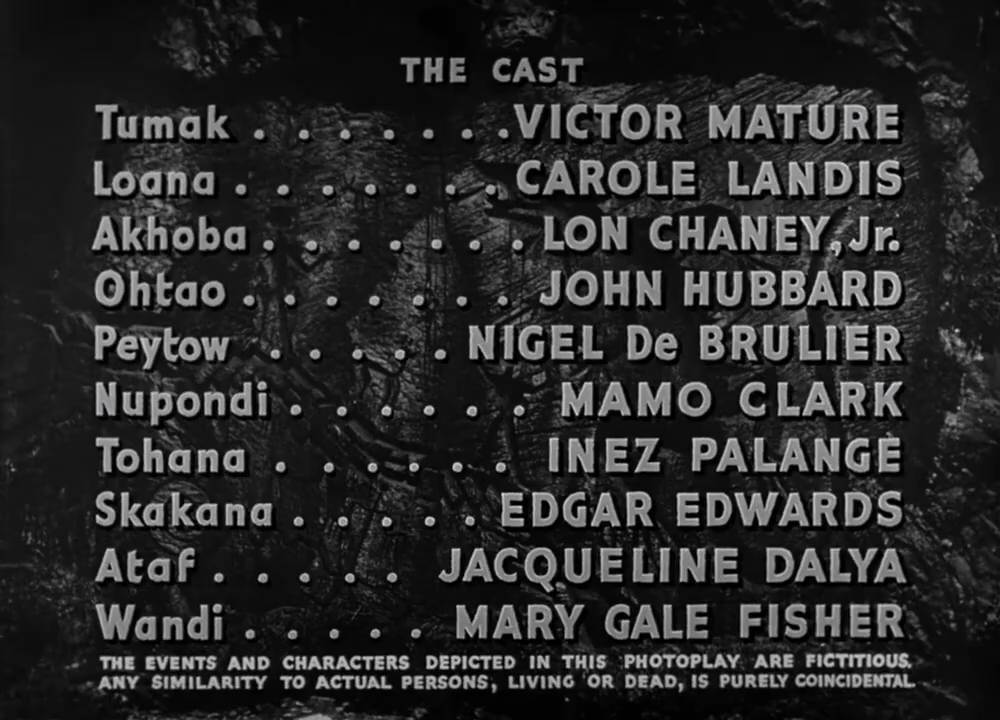 THE CAST
Tumak . . . . . . . VICTOR MATURE
Loana . . . . . . . CAROLE LANDIS
Akhoba . . . . . . . LON CHANEY, Jr.
Ohtao . . . . . . . JOHN HUBBARD
Peytow . . . . . NIGEL De BRULIER
Nupondi . . . . . . MAMO CLARK
Tohana . . . . . . INEZ PALANGE
Skakana . . . . . EDGAR EDWARDS
Ataf . . . . . JACQUELINE DALYA
Wandi . . . . . MARY GALE FISHER
THE EVENTS AND CHARACTERS DEPICTED IN THIS PHOTOPLAY ARE FICTITIOUS.
ANY SIMILARITY TO ACTUAL PERSONS, LIVING OR DEAD, IS PURELY COINCIDENTAL.